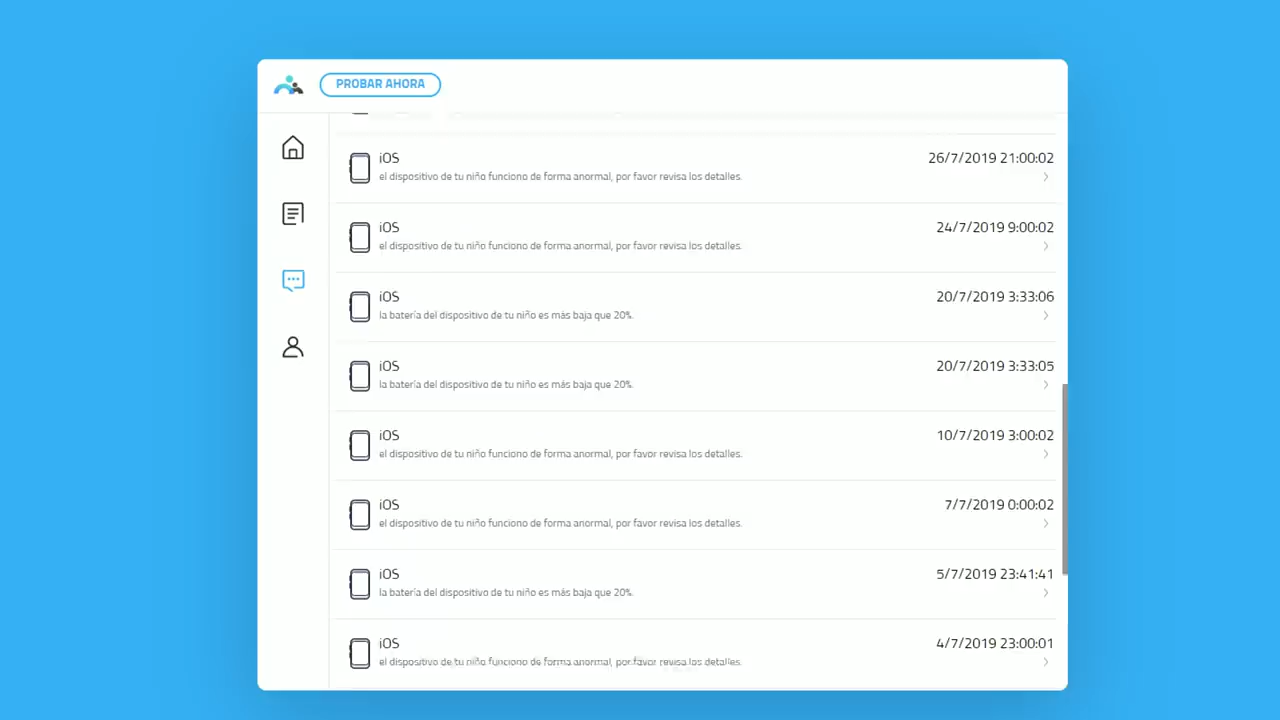 PROBAR AHORA
iOS
26/7/2019 21:00:02
el dispositivo de tu niño funciono de forma anormal, por favor revisa los detalles.
iOS
24/7/2019 9:00:02
el dispositivo de tu niño funciono de forma anormal, por favor revisa los detalles.
iOS
20/7/2019 3:33:06
la batería del dispositivo de tu niño es más baja que 20%.
iOS
20/7/2019 3:33:05
la batería del dispositivo de tu niño es más baja que 20%.
iOS
10/7/2019 3:00:02
el dispositivo de tu niño funciono de forma anormal, por favor revisa los detalles.
iOS
7/7/2019 0:00:02
el dispositivo de tu niño funciono de forma anormal, por favor revisa los detalles.
iOS
5/7/2019 23:41:41
la batería del dispositivo de tu niño es más baja que 20%.
iOS
4/7/2019 23:00:01
el dispositivo de tu niño funciono de forma anormal, por favor revisa los detalles.